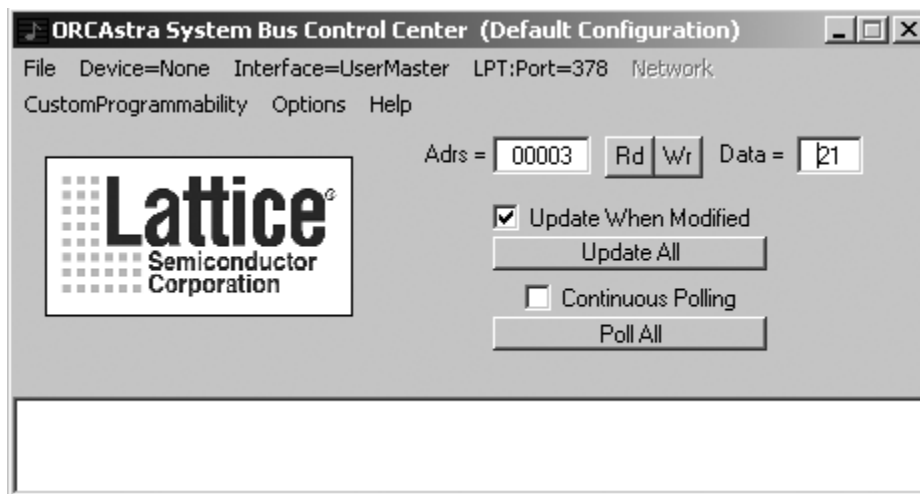 ORCAstra System Bus Control Center (Default Configuration)
File Device=None Interface=UserMaster LPT:Port=378 Network
CustomProgrammability Options Help
Adrs = 00003 Rd Wr Data = 21
Lattice®
Semiconductor
Corporation
Update When Modified
Update All
Continuous Polling
Poll All